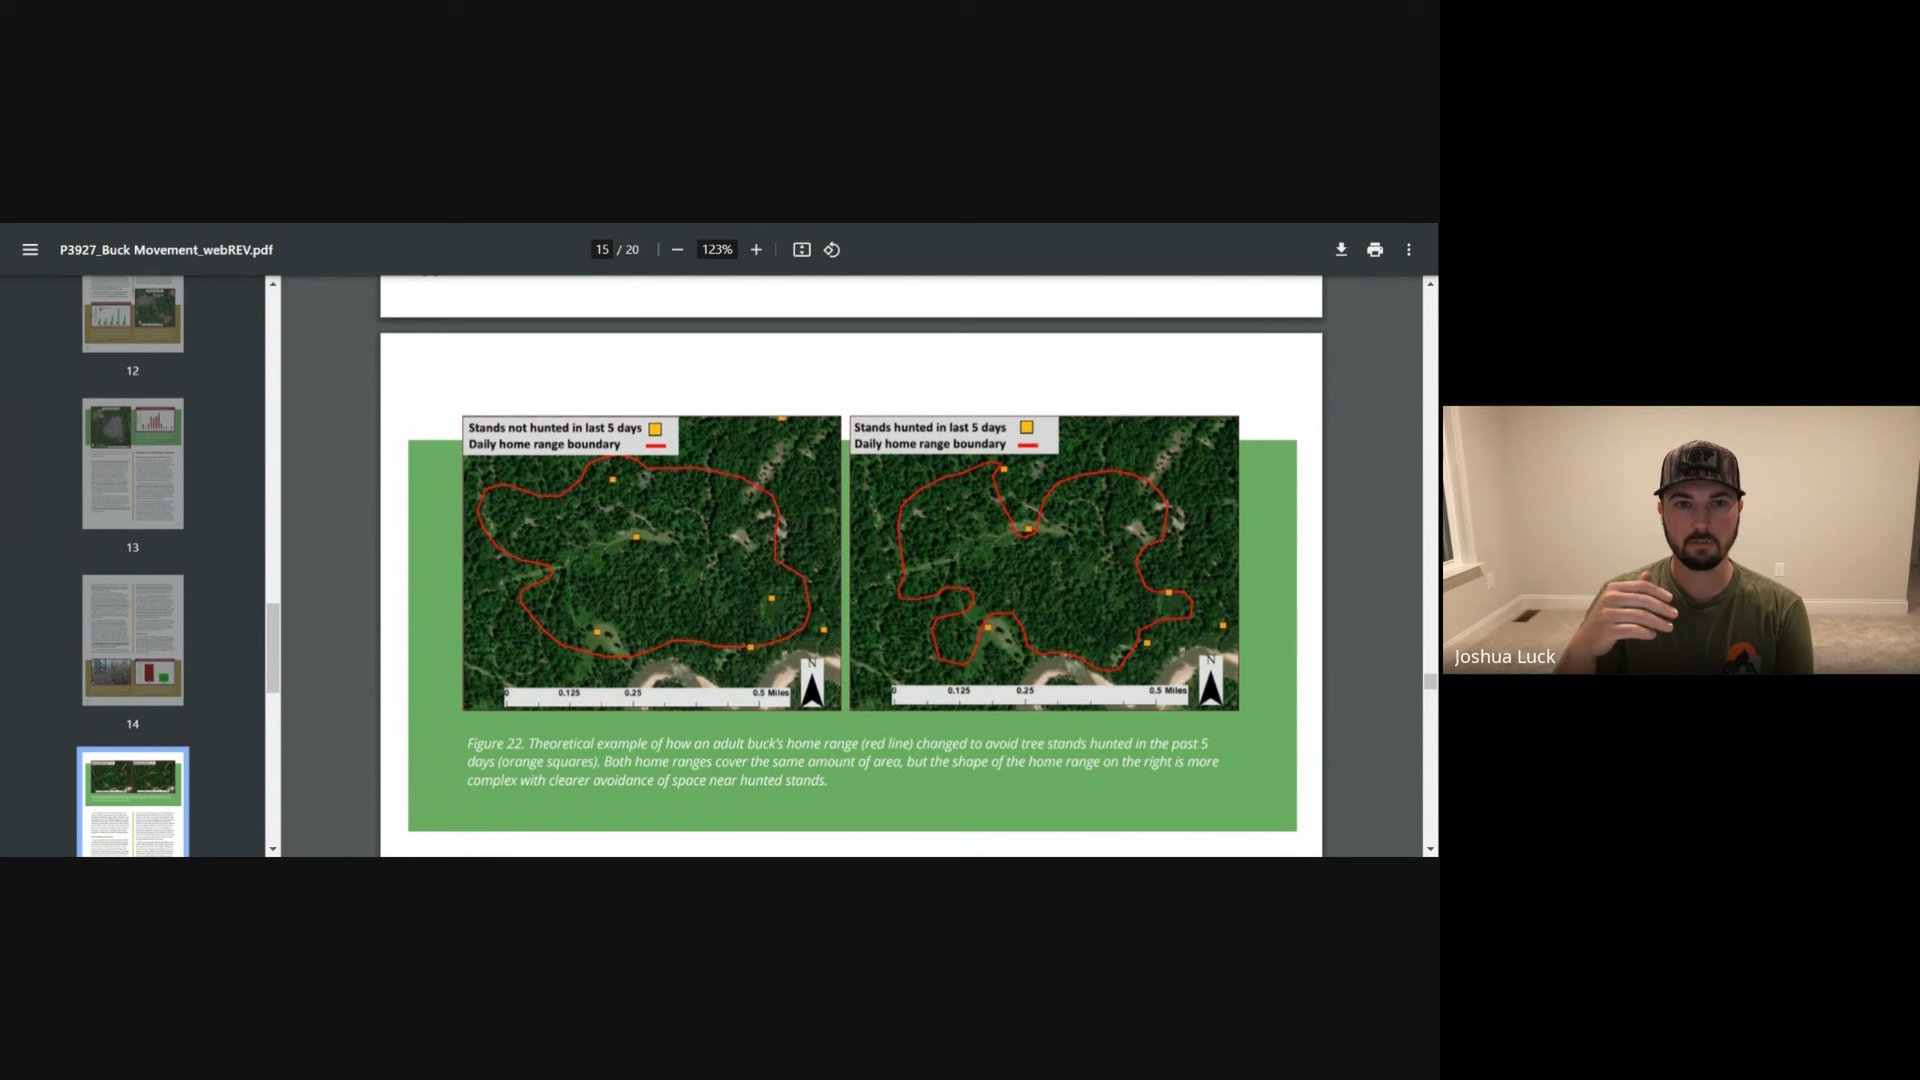 P3927_Buck Movement_webREV.pdf
15 / 20
123%
12
13
14
Stands not hunted in last 5 days
Daily home range boundary
N
0 0.125 0.25 0.5 Miles
Stands hunted in last 5 days
Daily home range boundary
N
0 0.125 0.25 0.5 Miles
Figure 22. Theoretical example of how an adult buck's home range (red line) changed to avoid tree stands hunted in the past 5
days (orange squares). Both home ranges cover the same amount of area, but the shape of the home range on the right is more
complex with clearer avoidance of space near hunted stands.
Joshua Luck